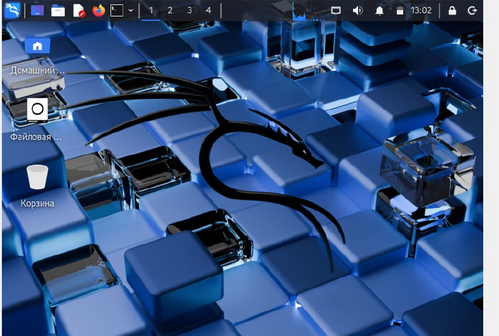 1 2 3 4
13:02
Домашний ...
Файловая ...
Корзина